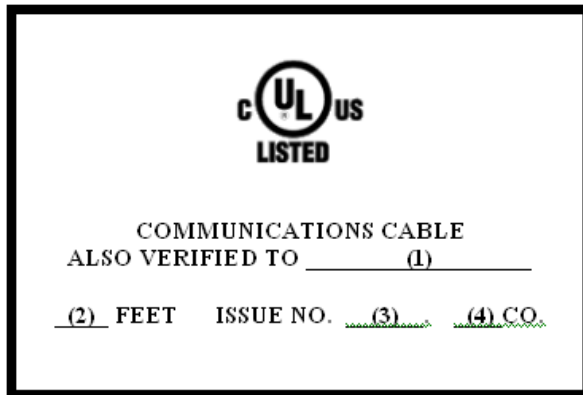 C UL US
®
LISTED
COMMUNICATIONS CABLE
ALSO VERIFIED TO (1)
(2) FEET ISSUE NO. (3) . (4) CO.